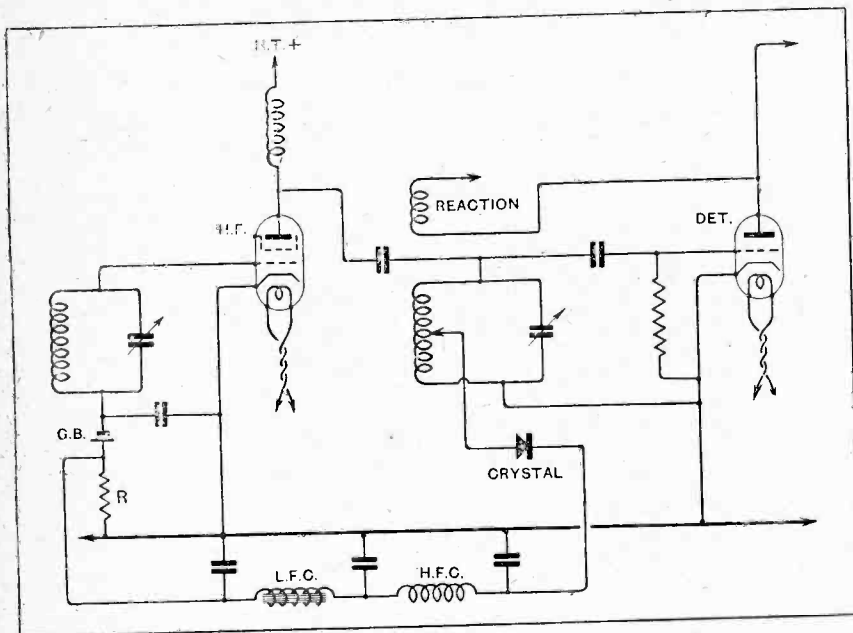 H.T.+
REACTION
DET.
H.F.
G.B.
R
CRYSTAL
L.F.C.
H.F.C.